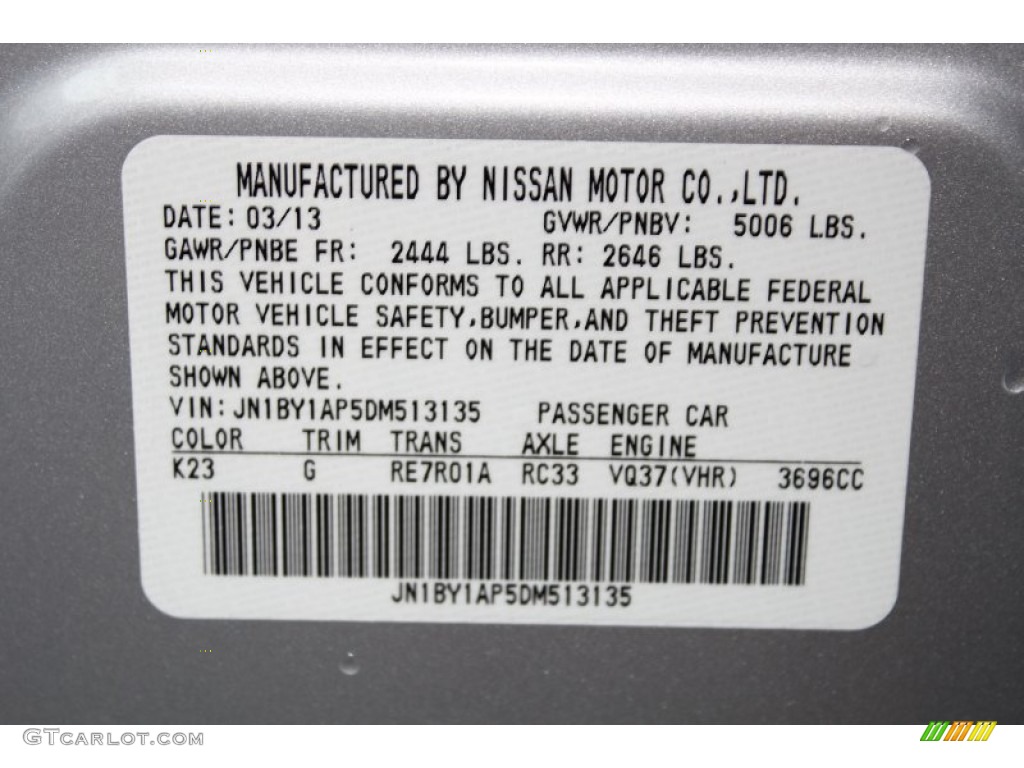 MANUFACTURED BY NISSAN MOTOR CO.,LTD.
DATE: 03/13 GVWR/PNBV: 5006 LBS.
GAWR/PNBE FR: 2444 LBS. RR: 2646 LBS.
THIS VEHICLE CONFORMS TO ALL APPLICABLE FEDERAL
MOTOR VEHICLE SAFETY,BUMPER,AND THEFT PREVENTION
STANDARDS IN EFFECT ON THE DATE OF MANUFACTURE
SHOWN ABOVE.
VIN:JN1BY1AP5DM513135 PASSENGER CAR
COLOR TRIM TRANS AXLE ENGINE
K23 G RE7R01A RC33 VQ37(VHR) 3696CC
JN1BY1AP5DM513135
GTCARLOT.COM